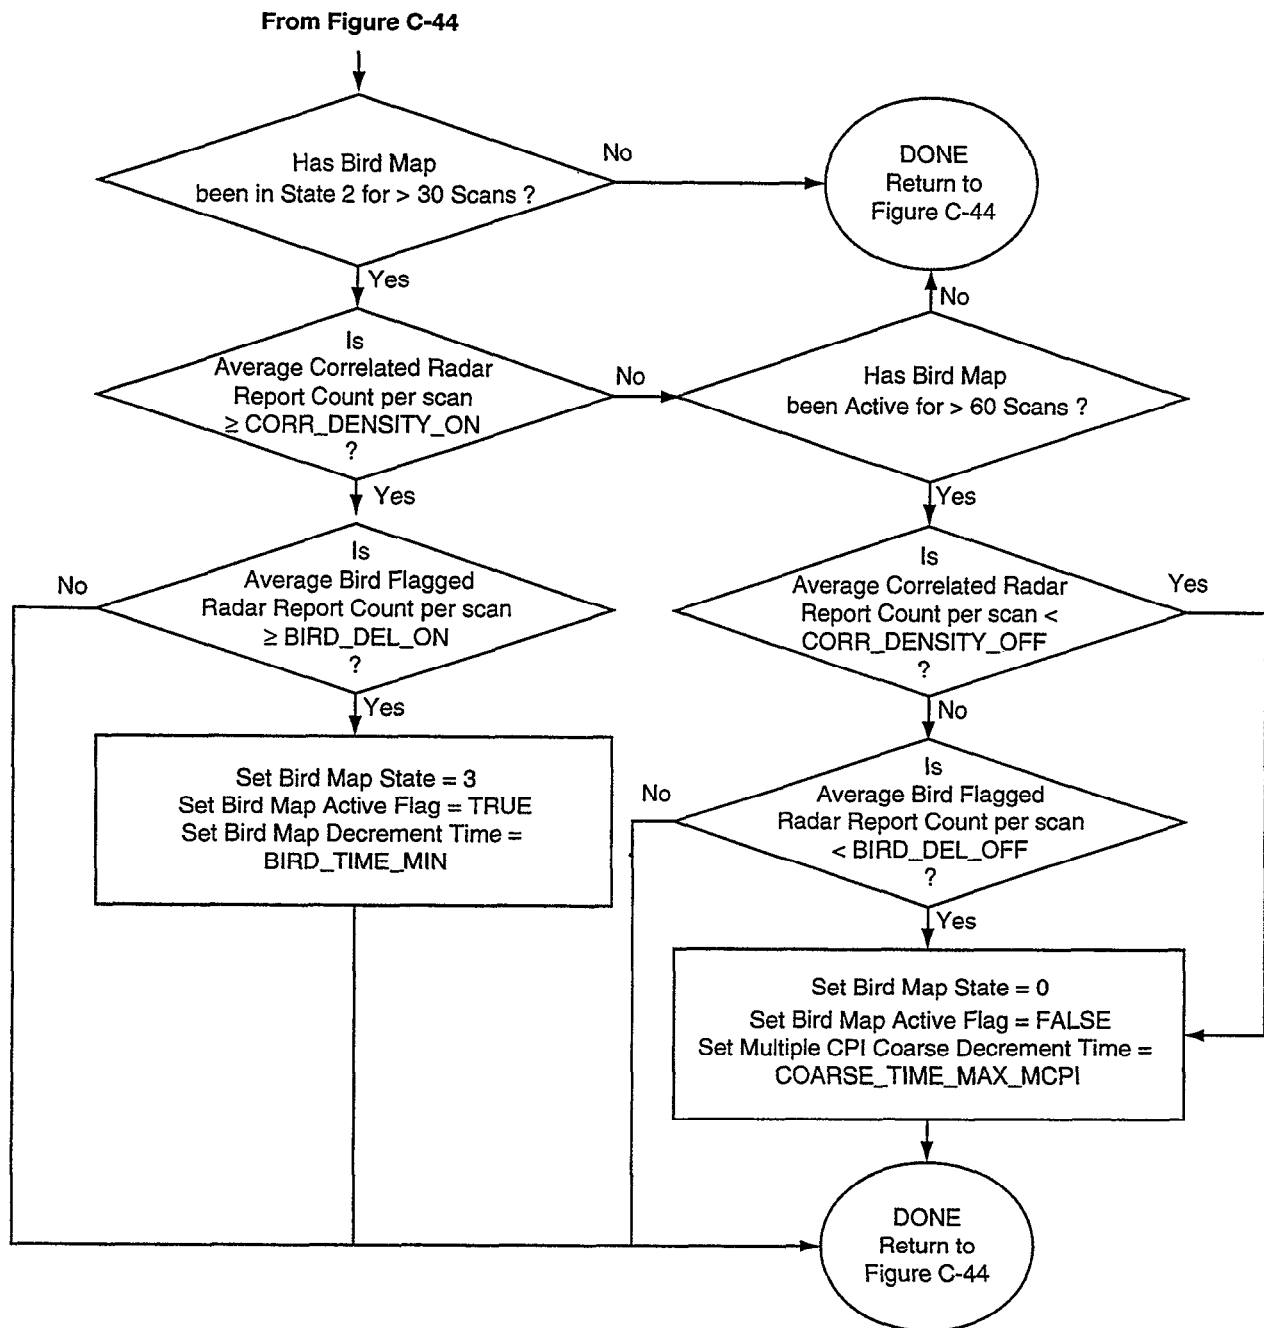 From Figure C-44
Has Bird Map
been in State 2 for > 30 Scans ?
No
DONE
Return to
Figure C-44
Yes
No
Is
Average Correlated Radar
Report Count per scan
≥ CORR_DENSITY_ON
?
No
Has Bird Map
been Active for > 60 Scans ?
Yes
Yes
No
Is
Average Bird Flagged
Radar Report Count per scan
≥ BIRD_DEL_ON
?
Is
Average Correlated Radar
Report Count per scan <
CORR_DENSITY_OFF
?
Yes
Yes
No
Set Bird Map State = 3
Set Bird Map Active Flag = TRUE
Set Bird Map Decrement Time =
BIRD_TIME_MIN
No
Is
Average Bird Flagged
Radar Report Count per scan
< BIRD_DEL_OFF
?
Yes
Set Bird Map State = 0
Set Bird Map Active Flag = FALSE
Set Multiple CPI Coarse Decrement Time =
COARSE_TIME_MAX_MCPI
DONE
Return to
Figure C-44